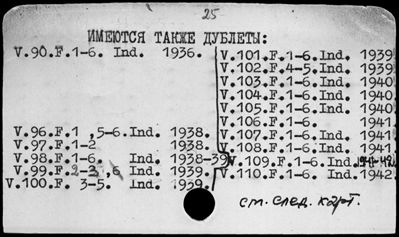 25
ИМЕЮТСЯ ТАКЖЕ ДУБЛЕТЫ:
V.90.F.1-6. Ind. 1936.
V.96.F.1 ,5-6.Ind. 1938.
V.97.F.1-2 1938.
V.98.F.1-6. Ind. 1938-39
V.99.F.2-3,6 Ind. 1939.
V.100.F. 3-5. Ind. 1939.
V.101.F.1-6.Ind. 1939
V.102.F.4-5.Ind. 1939
V.103.F.1-6.Ind. 1940
V.104.F.1-6.Ind. 1940.
V.105.F.1-6.Ind. 1940.
V.106.F.1-6 1941.
V.107.F.1-6.Ind. 1941.
V.108.F.1-6.Ind. 1941.
V.109.F.1-6.Ind. 1941-42.
V.110.F.1-6.Ind. 1942.
см. след. карт.